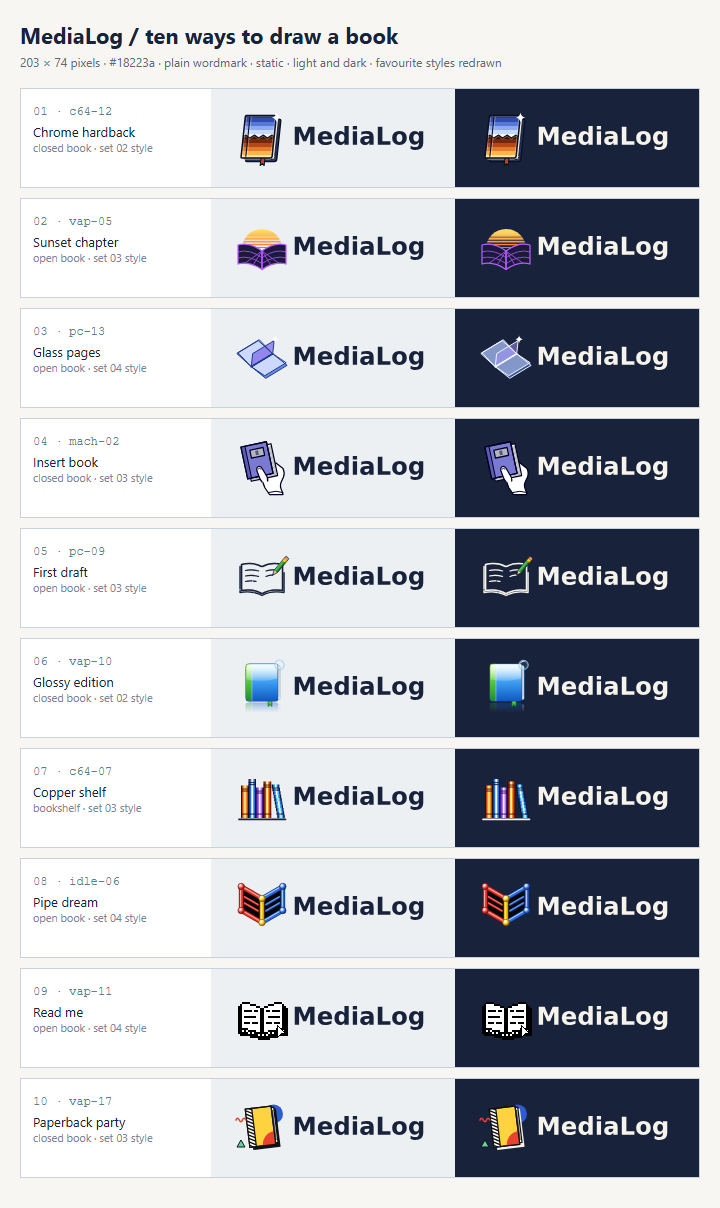 MediaLog / ten ways to draw a book
203 × 74 pixels · #18223a · plain wordmark · static · light and dark · favourite styles redrawn
01 · c64-12
Chrome hardback
closed book · set 02 style
MediaLog
MediaLog
02 · vap-05
Sunset chapter
open book · set 03 style
MediaLog
MediaLog
03 · pc-13
Glass pages
open book · set 04 style
MediaLog
MediaLog
04 · mach-02
Insert book
closed book · set 03 style
MediaLog
MediaLog
05 · pc-09
First draft
open book · set 03 style
MediaLog
MediaLog
06 · vap-10
Glossy edition
closed book · set 02 style
MediaLog
MediaLog
07 · c64-07
Copper shelf
bookshelf · set 03 style
MediaLog
MediaLog
08 · idle-06
Pipe dream
open book · set 04 style
MediaLog
MediaLog
09 · vap-11
Read me
open book · set 04 style
MediaLog
MediaLog
10 · vap-17
Paperback party
closed book · set 03 style
MediaLog
MediaLog